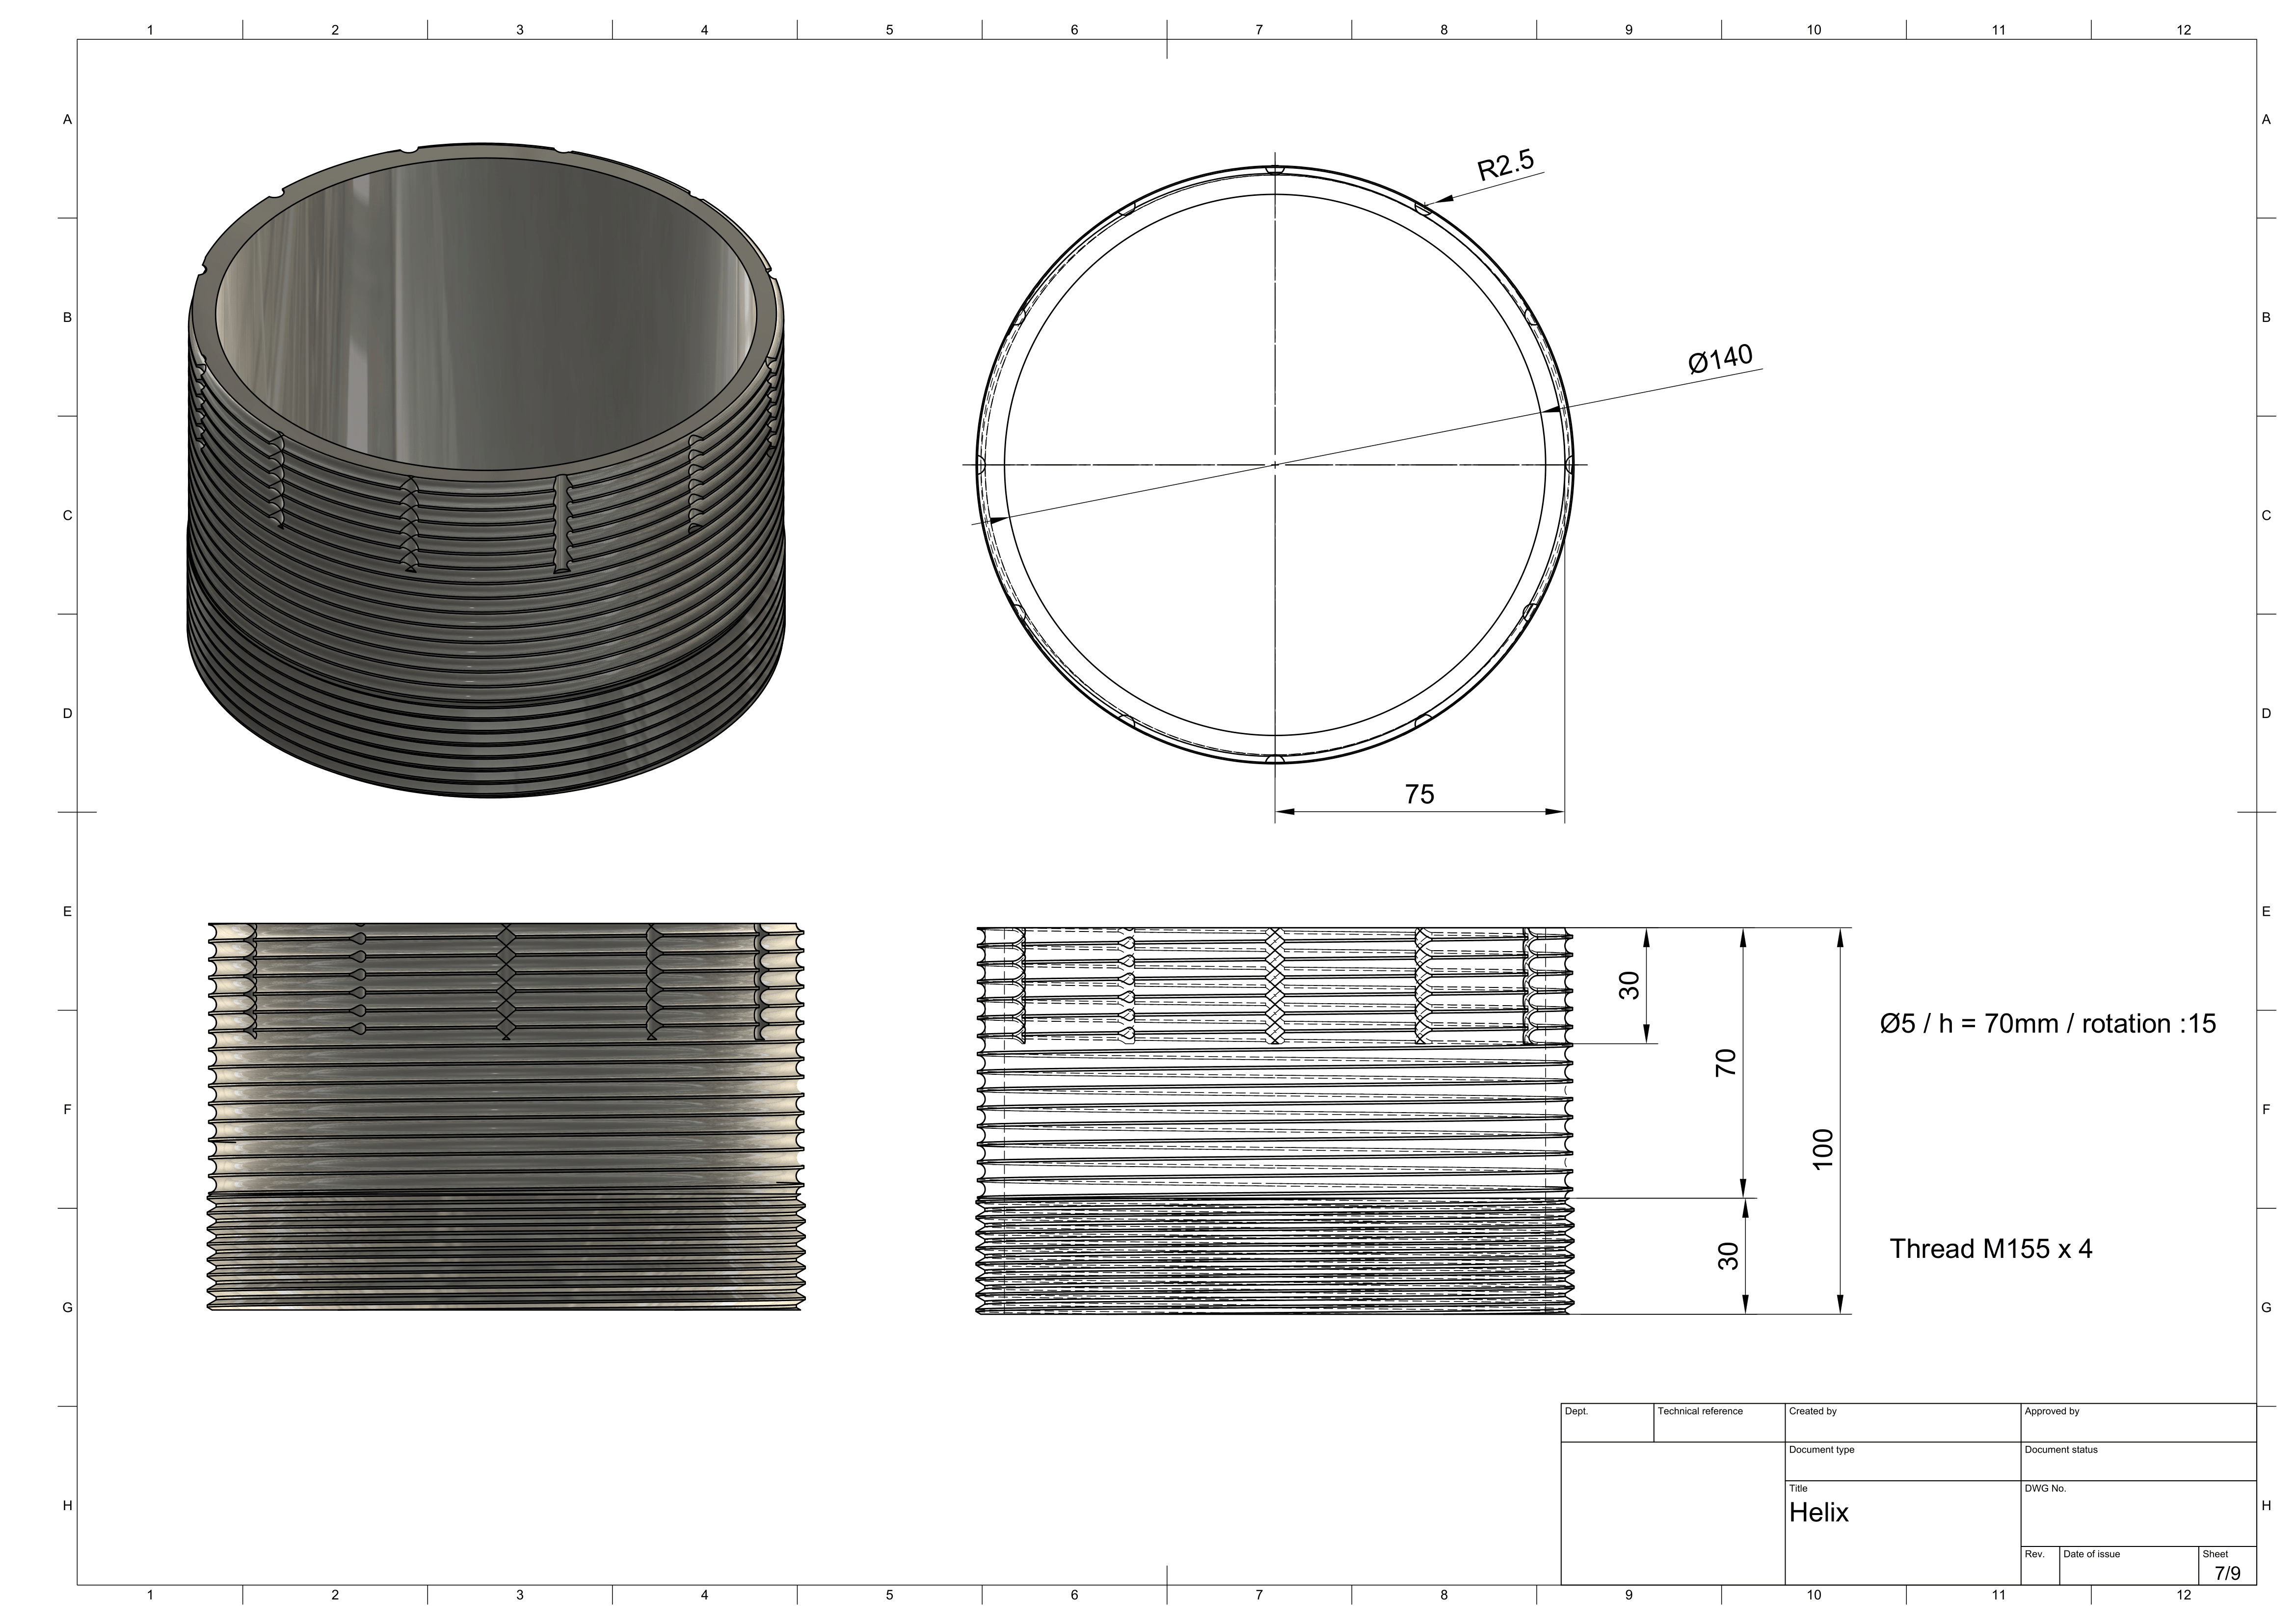 1 2 3 4 5 6 7 8 9 10 11 12
A A
B B
C C
D D
E E
F F
G G
H H
R2.5
Ø140
75
30
70
100
30
Ø5 / h = 70mm / rotation :15
Thread M155 x 4
Dept. Technical reference Created by Approved by
Document type Document status
Title DWG No.
Helix
Rev. Date of issue Sheet
7/9
1 2 3 4 5 6 7 8 9 10 11 12